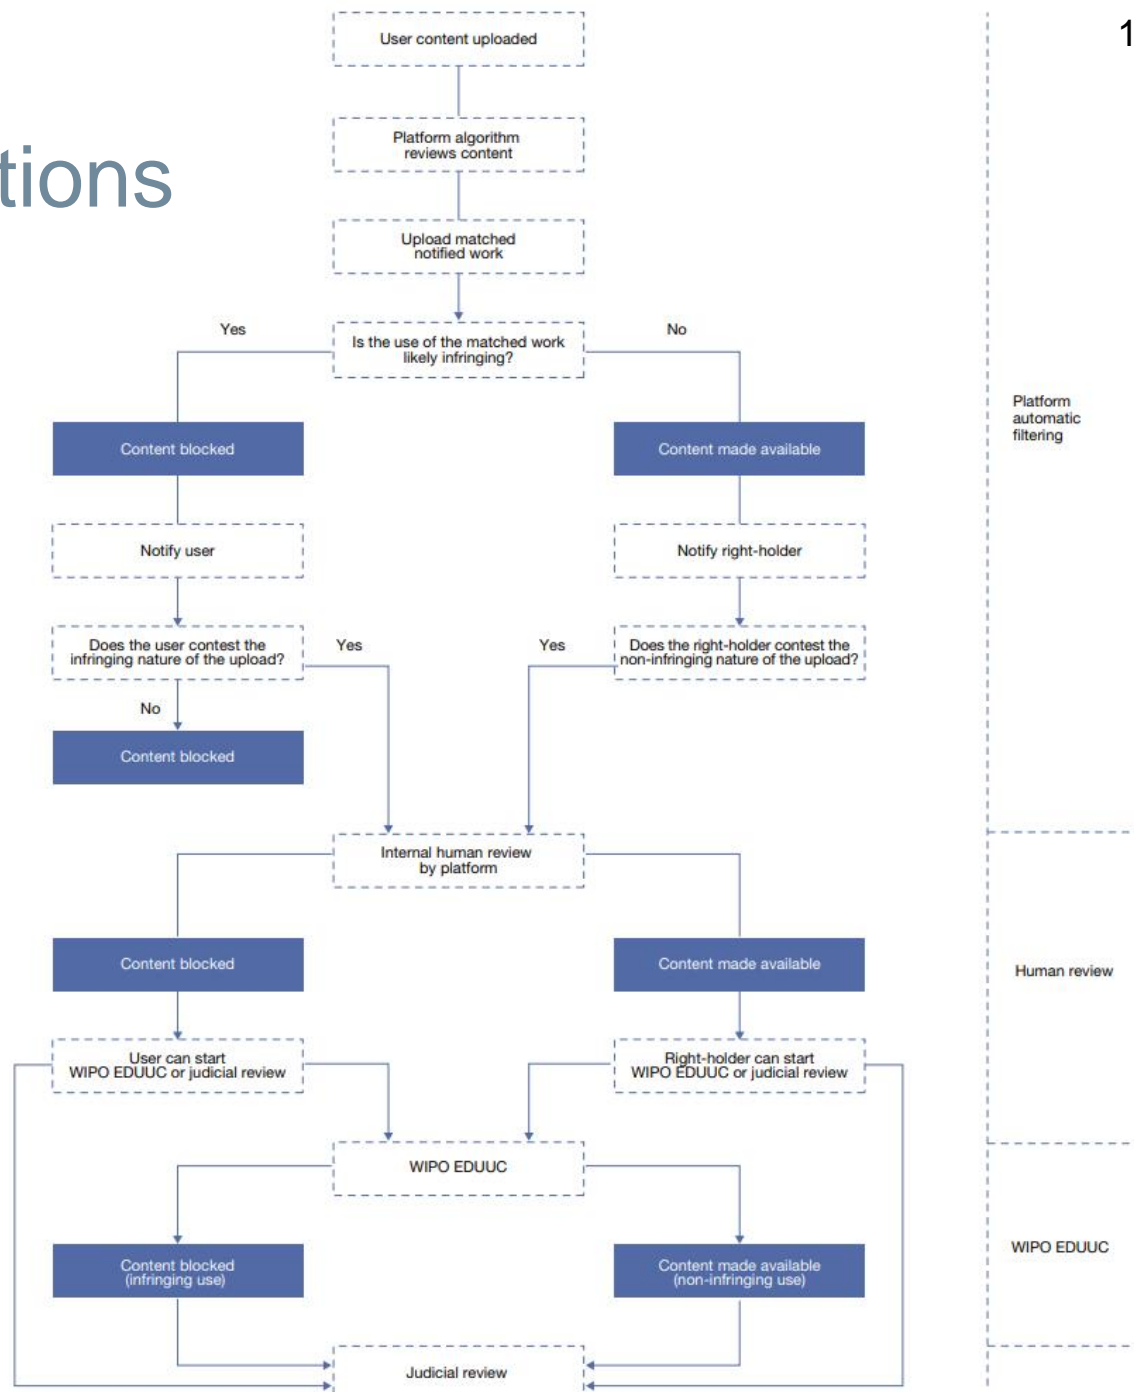 1
tions
User content uploaded
Platform algorithm
reviews content
Upload matched
notified work
Yes
No
Is the use of the matched work
likely infringing?
Platform
automatic
filtering
Content blocked
Content made available
Notify user
Notify right-holder
Does the user contest the
infringing nature of the upload?
Yes
Yes
Does the right-holder contest the
non-infringing nature of the upload?
No
Content blocked
Internal human review
by platform
Content blocked
Content made available
Human review
User can start
WIPO EDUUC or judicial review
Right-holder can start
WIPO EDUUC or judicial review
WIPO EDUUC
Content blocked
(infringing use)
Content made available
(non-infringing use)
WIPO EDUUC
Judicial review